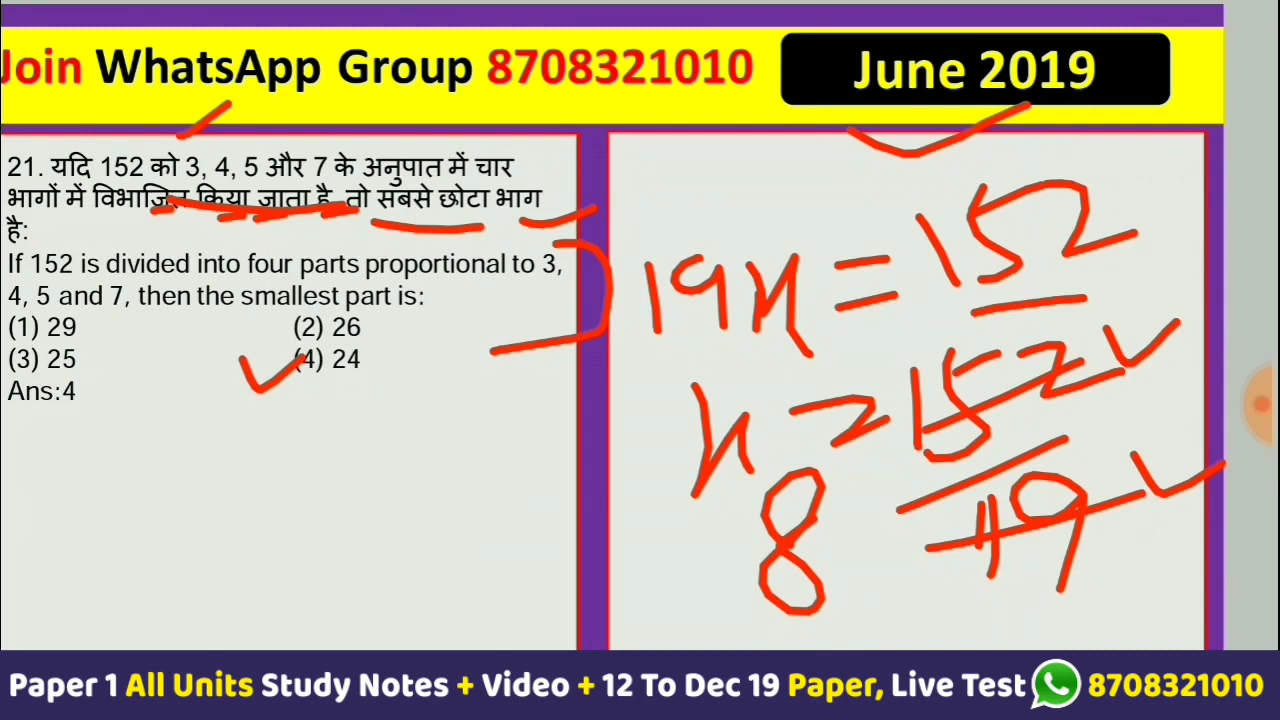 Join WhatsApp Group 8708321010
June 2019
21. यदि 152 को 3, 4, 5 और 7 के अनुपात में चार
भागों में विभाजित किया जाता है, तो सबसे छोटा भाग
है:
If 152 is divided into four parts proportional to 3,
4, 5 and 7, then the smallest part is:
(1) 29 (2) 26
(3) 25 (4) 24
Ans:4
19x = 152
x = 152
19
8
Paper 1 All Units Study Notes + Video + 12 To Dec 19 Paper, Live Test 8708321010